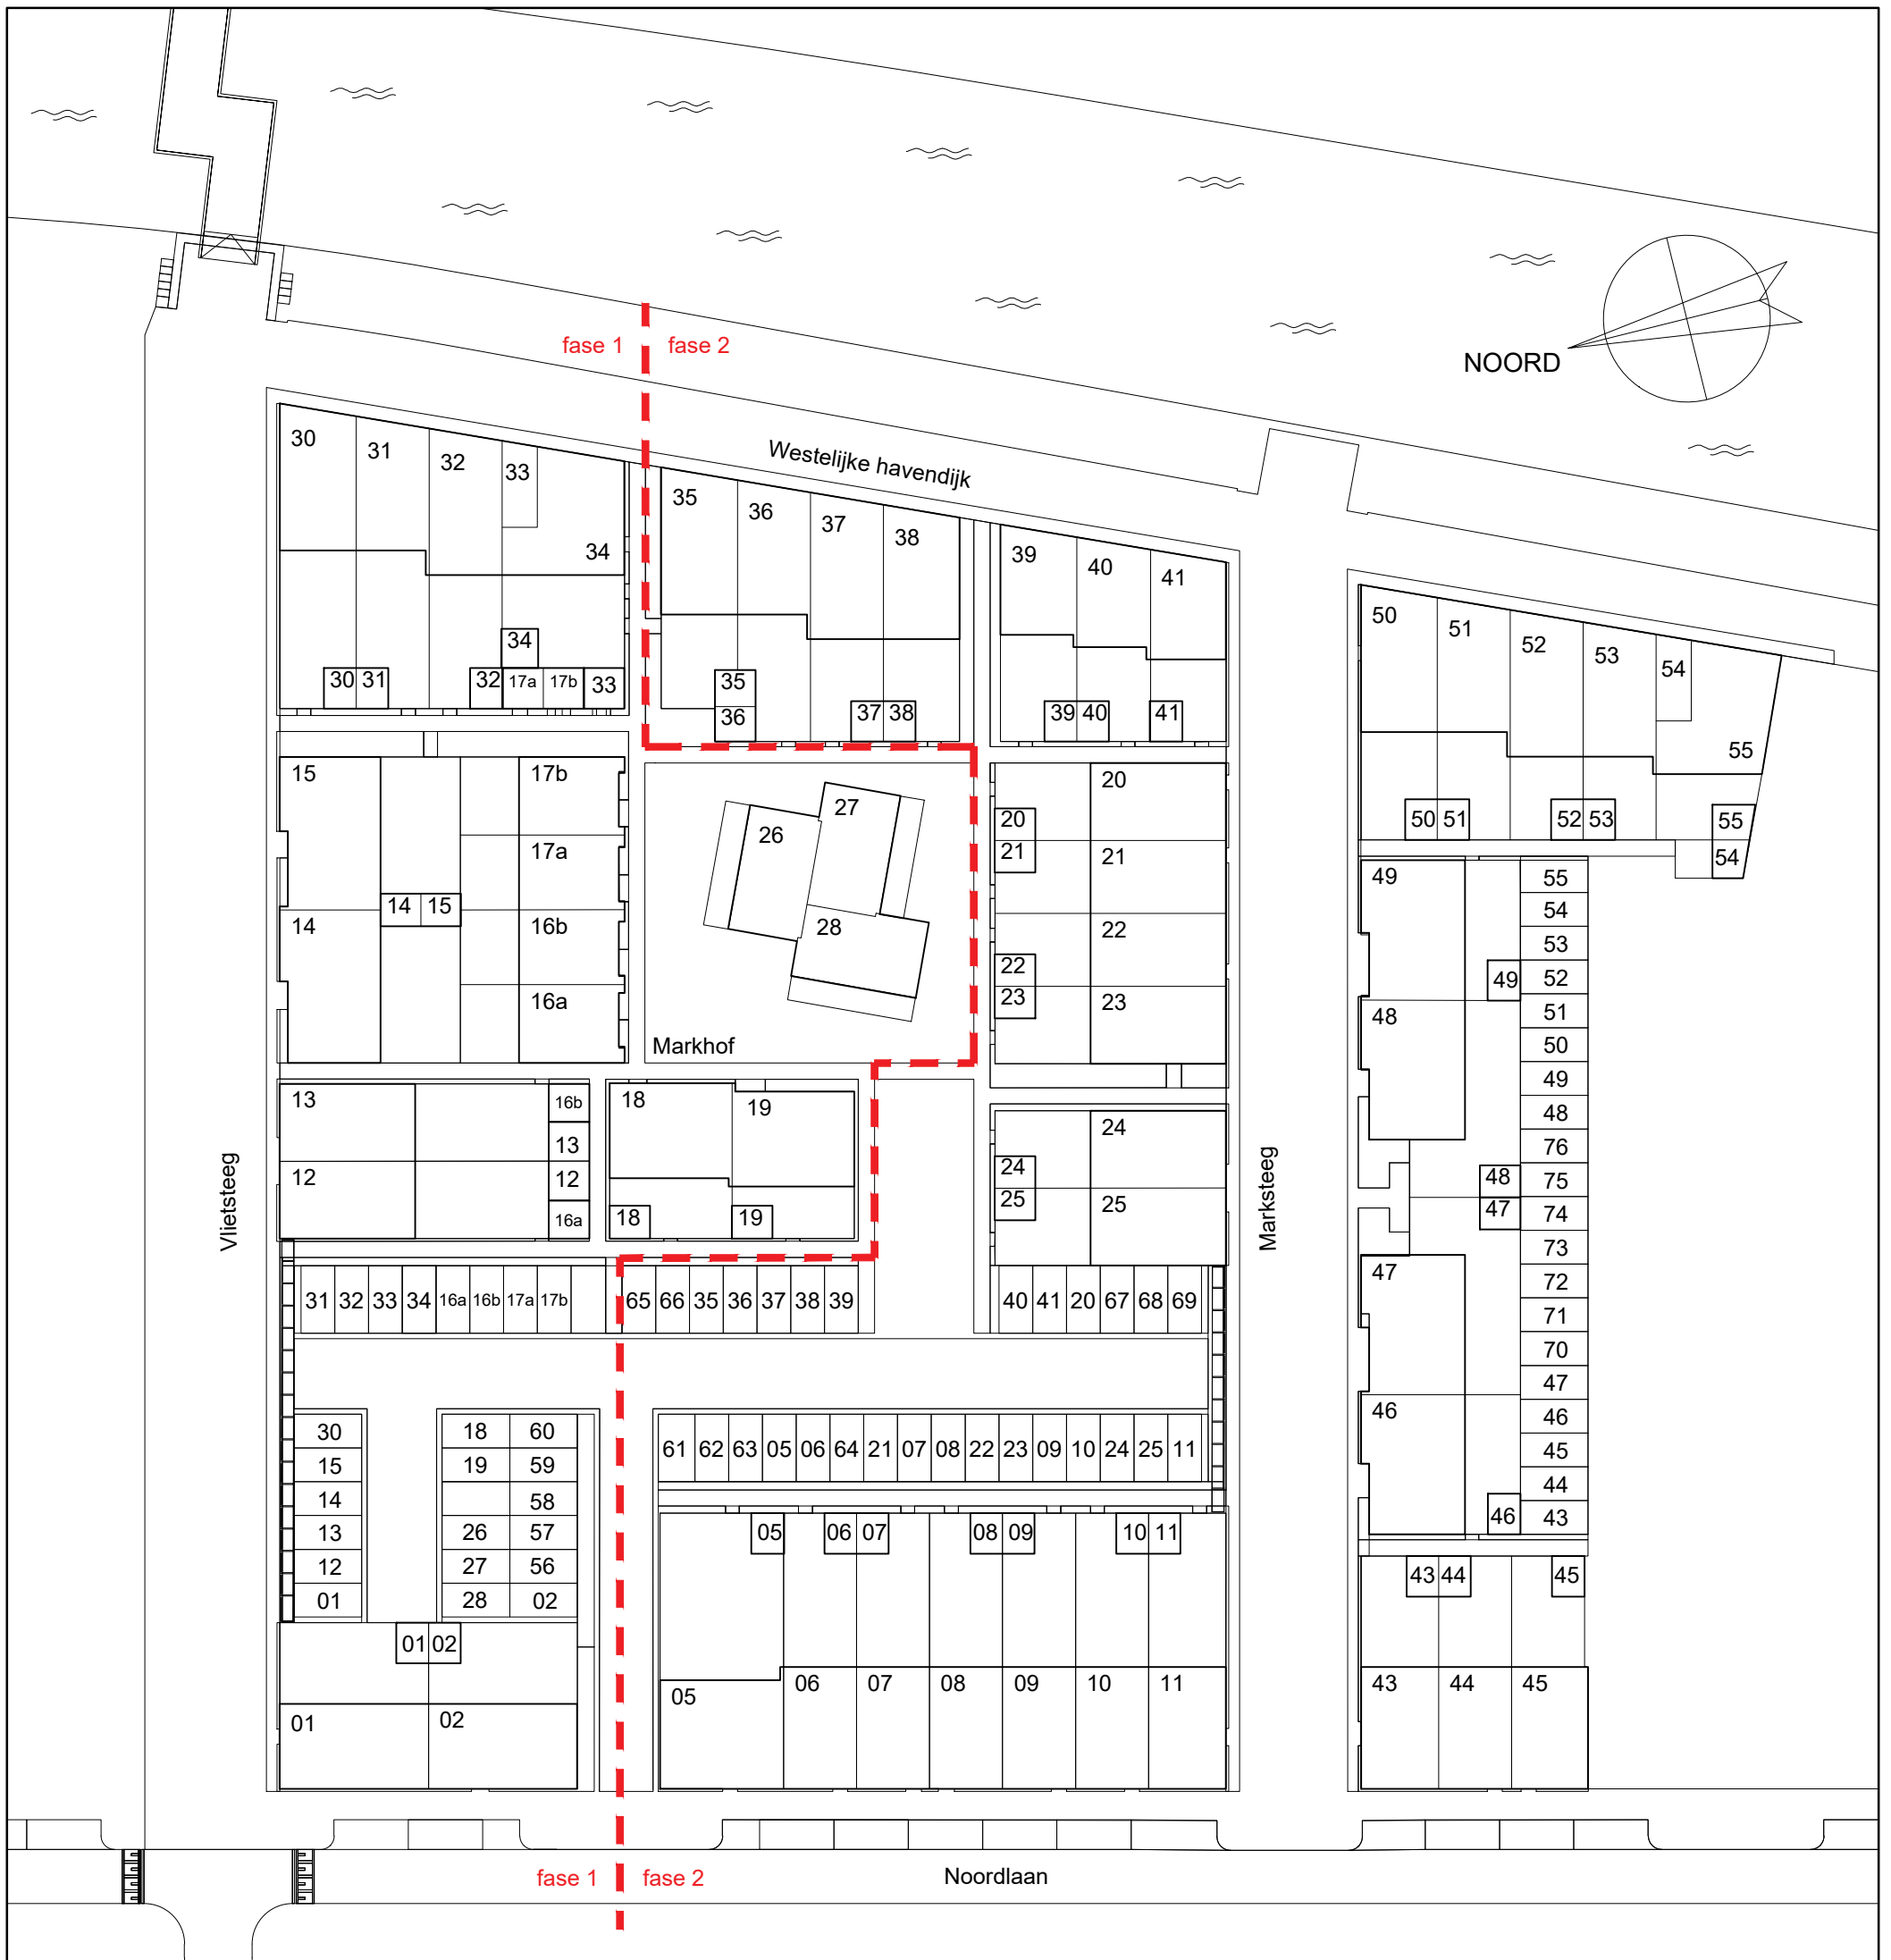 fase 1 fase 2
NOORD
Westelijke havendijk
30 31 32 33 34
35 36 37 38
39 40 41
50 51 52 53 54 55
34
30 31 32 17a 17b 33
35
36
37 38
39 40 41
50 51 52 53 55
54
15 17b
17a
14 15
14 16b
16a
26 27
28
Markhof
20 20
21 21
22 22
23 23
49
49
48
55
54
53
52
51
50
49
48
76
75
74
73
72
71
70
47
46
45
44
43
13 16b
13
12 12
16a
18 19
18 19
24
24
25 25
48
47
47
46
46
Vlietsteeg
Marksteeg
31 32 33 34 16a 16b 17a 17b
65 66 35 36 37 38 39
40 41 20 67 68 69
30
15
14
13
12
01
18 60
19 59
58
26 57
27 56
28 02
61 62 63 05 06 64 21 07 08 22 23 09 10 24 25 11
05 06 07 08 09 10 11
43 44 45
01 02
01 02
05 06 07 08 09 10 11
43 44 45
fase 1 fase 2
Noordlaan